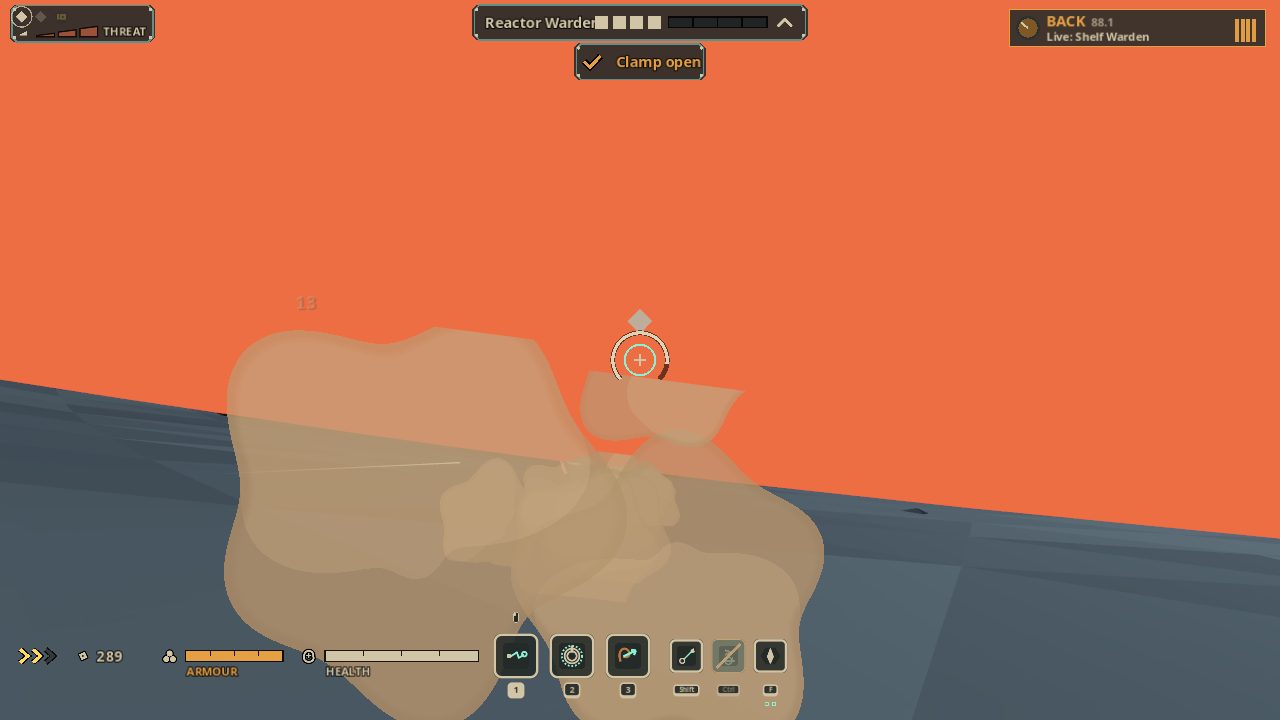 THREAT
Reactor Warden
Clamp open
BACK 88.1
Live: Shelf Warden
13
289
ARMOUR
HEALTH
1
2
3
Shift
Ctrl
F